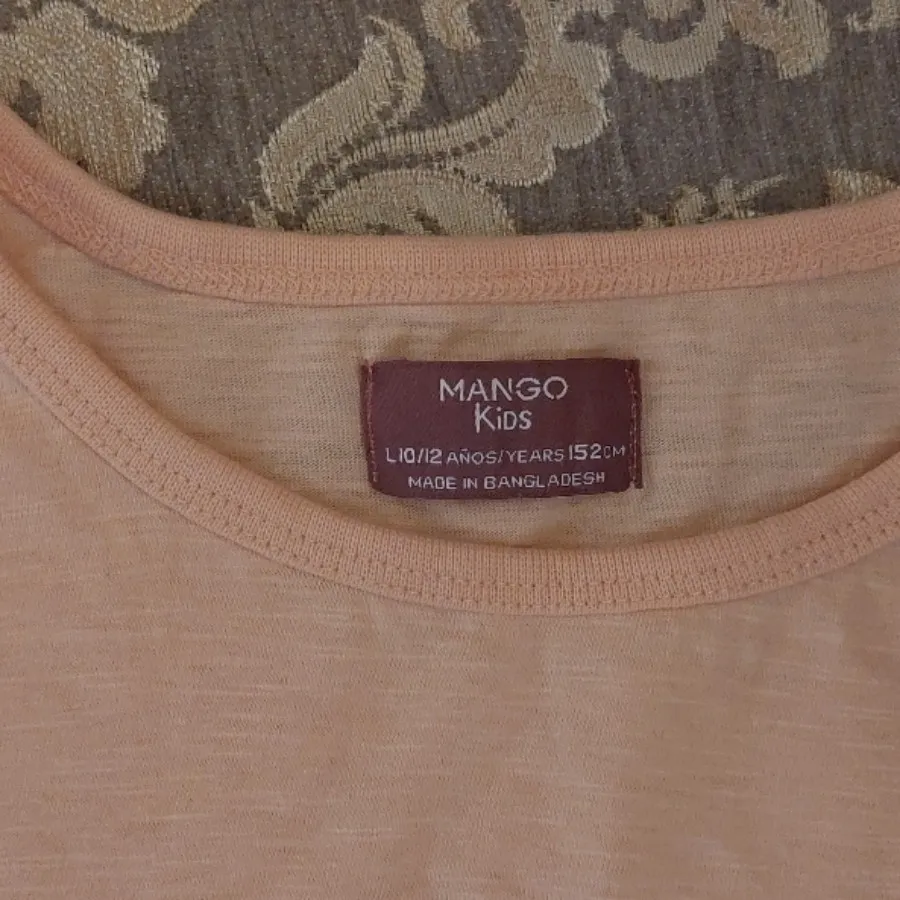 MANGO
KIDS
L10/12 AÑOS/YEARS 152CM
MADE IN BANGLADESH